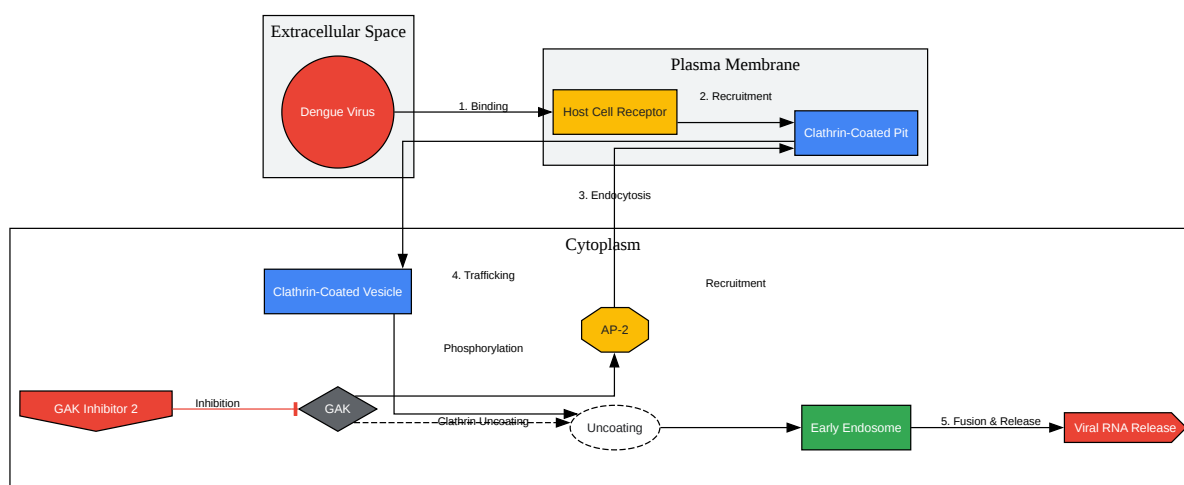 Extracellular Space
Dengue Virus
1. Binding
Plasma Membrane
Host Cell Receptor
2. Recruitment
Clathrin-Coated Pit
3. Endocytosis
Cytoplasm
Clathrin-Coated Vesicle
4. Trafficking
Recruitment
AP-2
Phosphorylation
GAK Inhibitor 2
Inhibition
GAK
Clathrin Uncoating
Uncoating
Early Endosome
5. Fusion & Release
Viral RNA Release